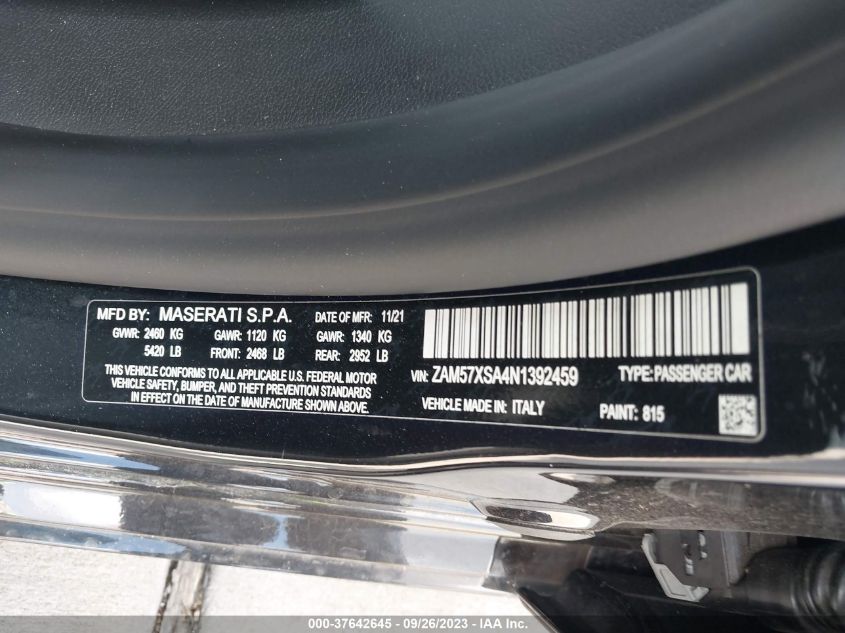 MFD BY: MASERATI S.P.A. DATE OF MFR: 11/21
GVWR: 2460 KG GAWR: 1120 KG GAWR: 1340 KG
5420 LB FRONT: 2468 LB REAR: 2952 LB
THIS VEHICLE CONFORMS TO ALL APPLICABLE U.S. FEDERAL MOTOR
VEHICLE SAFETY, BUMPER, AND THEFT PREVENTION STANDARDS
IN EFFECT ON THE DATE OF MANUFACTURE SHOWN ABOVE.
VIN: ZAM57XSA4N1392459 TYPE: PASSENGER CAR
VEHICLE MADE IN: ITALY PAINT: 815
000-37642645 - 09/26/2023 - IAAI.COM